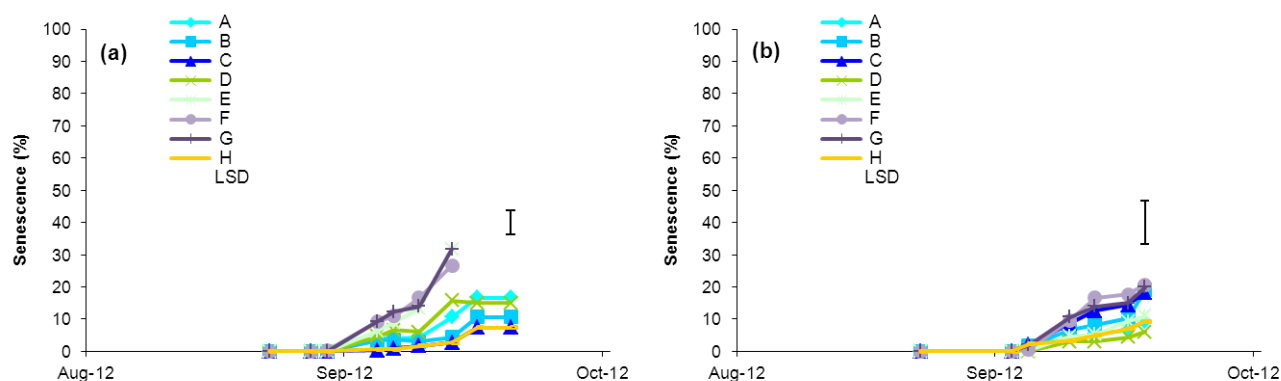 (a)
Senescence (%)
100
90
80
70
60
50
40
30
20
10
0
Aug-12
Sep-12
Oct-12
A
B
C
D
E
F
G
H
LSD
(b)
Senescence (%)
100
90
80
70
60
50
40
30
20
10
0
Aug-12
Sep-12
Oct-12
A
B
C
D
E
F
G
H
LSD